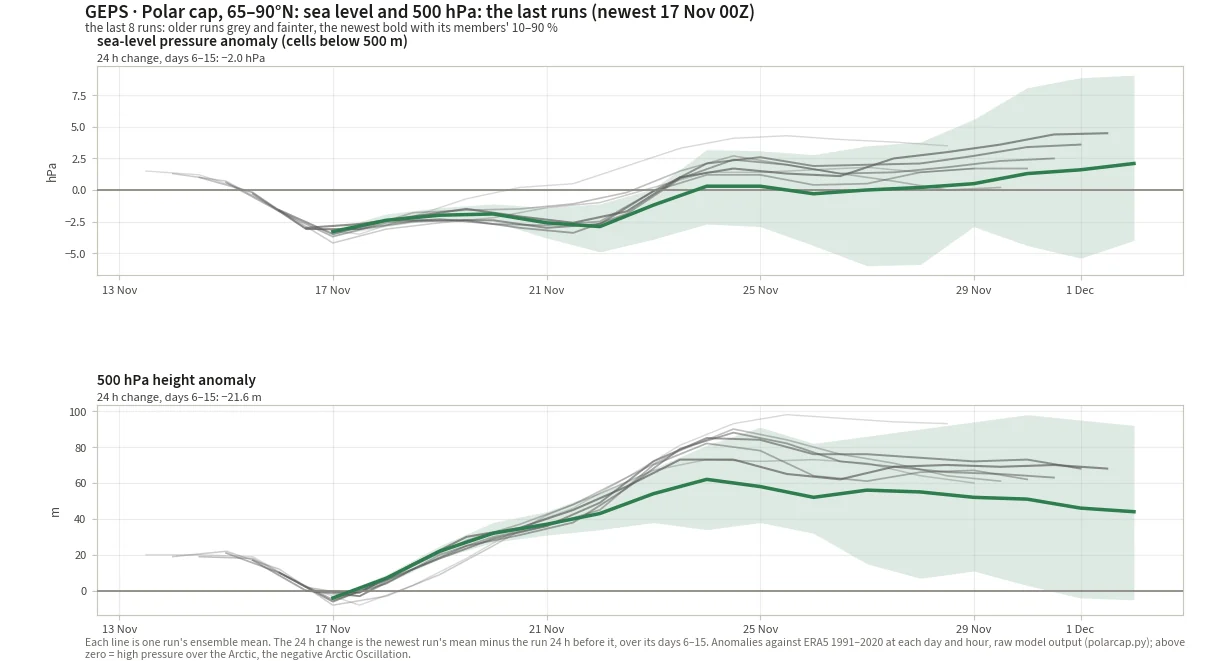 GEPS · Polar cap, 65–90°N: sea level and 500 hPa: the last runs (newest 17 Nov 00Z)
the last 8 runs: older runs grey and fainter, the newest bold with its members' 10–90 %
sea-level pressure anomaly (cells below 500 m)
24 h change, days 6–15: −2.0 hPa
7.5
5.0
2.5
0.0
−2.5
−5.0
hPa
13 Nov 17 Nov 21 Nov 25 Nov 29 Nov 1 Dec
500 hPa height anomaly
24 h change, days 6–15: −21.6 m
100
80
60
40
20
0
m
13 Nov 17 Nov 21 Nov 25 Nov 29 Nov 1 Dec
Each line is one run's ensemble mean. The 24 h change is the newest run's mean minus the run 24 h before it, over its days 6–15. Anomalies against ERA5 1991–2020 at each day and hour, raw model output (polarcap.py); above
zero = high pressure over the Arctic, the negative Arctic Oscillation.